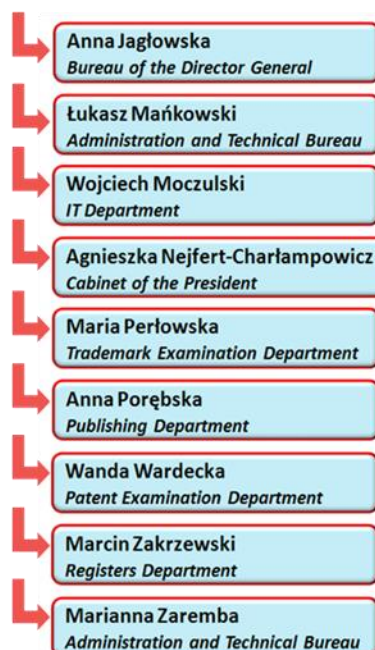 Anna Jagłowska
Bureau of the Director General
Łukasz Mańkowski
Administration and Technical Bureau
Wojciech Moczulski
IT Department
Agnieszka Nejfert-Charłampowicz
Cabinet of the President
Maria Perłowska
Trademark Examination Department
Anna Porębska
Publishing Department
Wanda Wardecka
Patent Examination Department
Marcin Zakrzewski
Registers Department
Marianna Zaremba
Administration and Technical Bureau